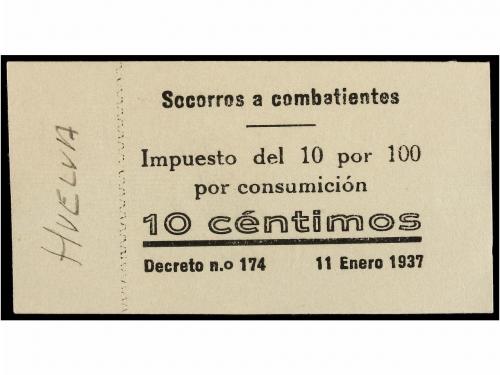 HUELVA
Socorros a combatientes
Impuesto del 10 por 100
por consumición
10 céntimos
Decreto n.o 174 11 Enero 1937